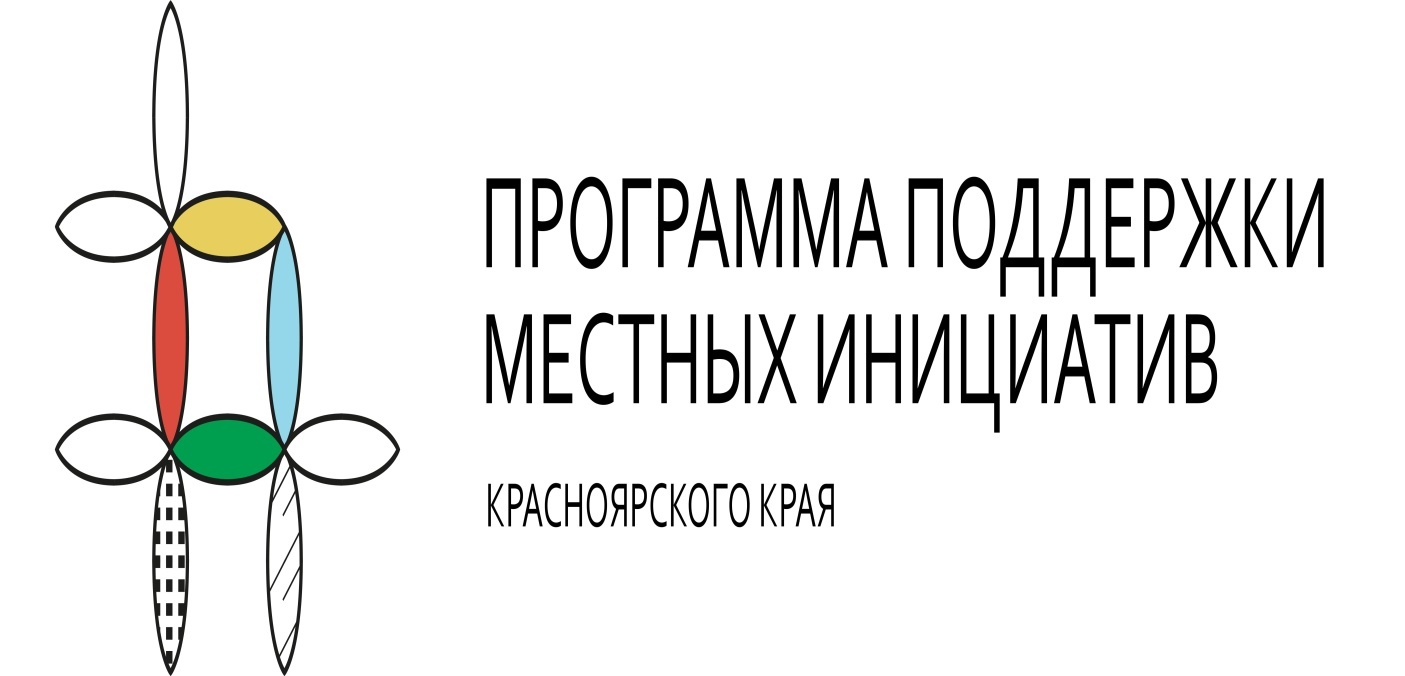 ПРОГРАММА ПОДДЕРЖКИ
МЕСТНЫХ ИНИЦИАТИВ
КРАСНОЯРСКОГО КРАЯ